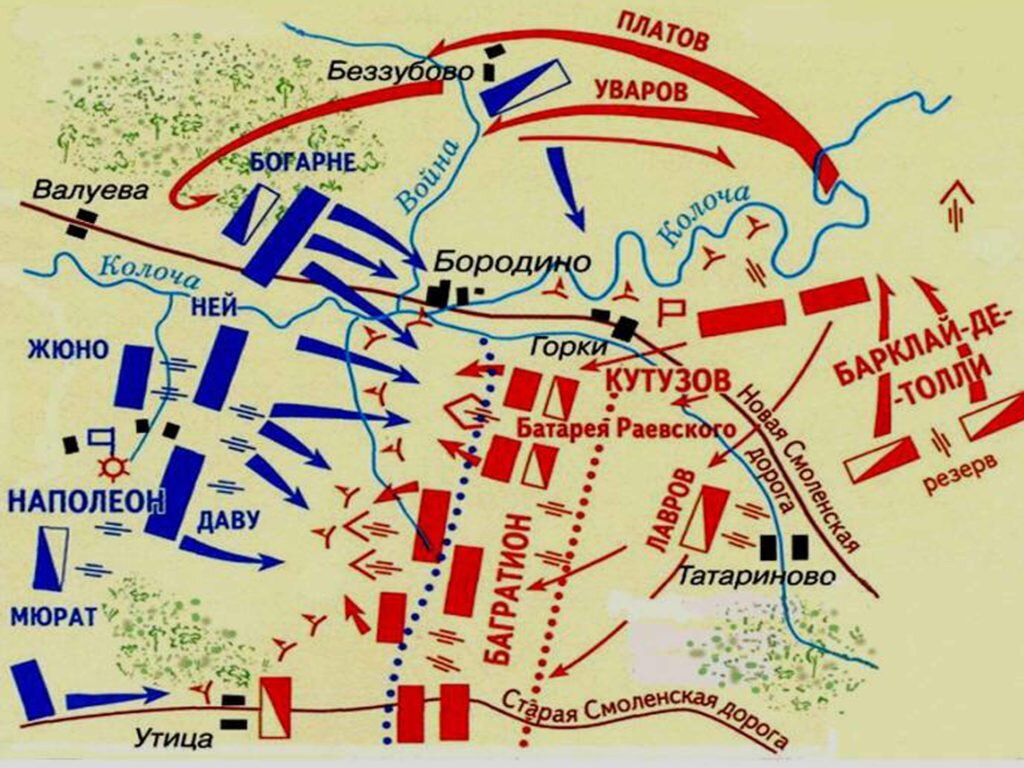 ПЛАТОВ
Беззубово
УВАРОВ
БОГАРНЕ
Война
Валуева
Колоча
Колоча
Бородино
НЕЙ
ЖЮНО
Горки
БАРКЛАЙ-ДЕ-
-ТОЛЛИ
КУТУЗОВ
Батарея Раевского
Новая Смоленская
дорога
резерв
НАПОЛЕОН
ДАВУ
ЛАВРОВ
БАГРАТИОН
Татариново
МЮРАТ
Старая Смоленская дорога
Утица